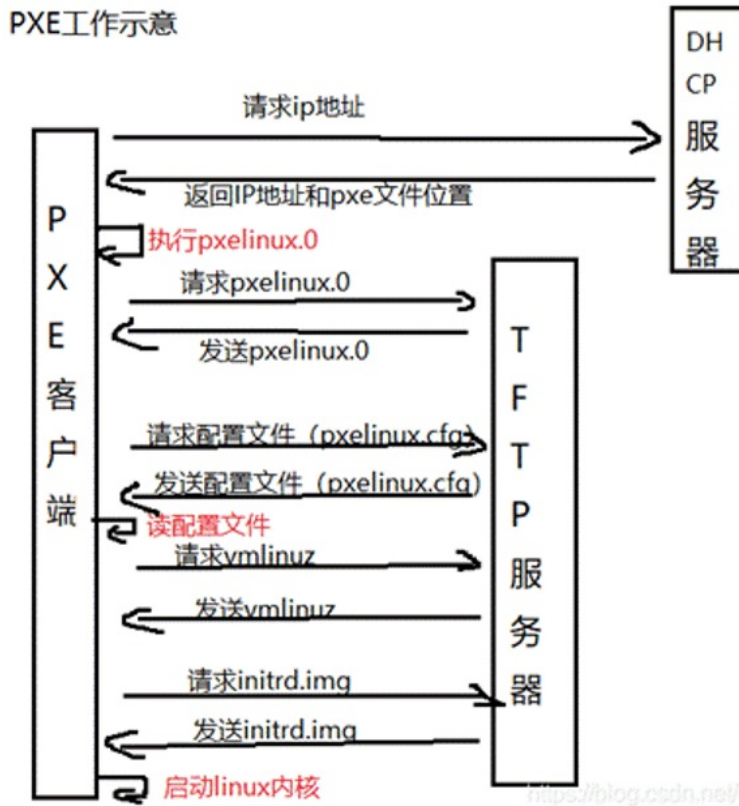 PXE工作示意
DH
CP
服
务
器
请求ip地址
返回IP地址和pxe文件位置
P
X
E
客
户
端
执行pxelinux.0
请求pxelinux.0
发送pxelinux.0
T
F
T
P
服
务
器
请求配置文件（pxelinux.cfg）
发送配置文件（pxelinux.cfg）
读配置文件
请求vmlinuz
发送vmlinuz
请求initrd.img
发送initrd.img
启动linux内核
https://blog.csdn.net/